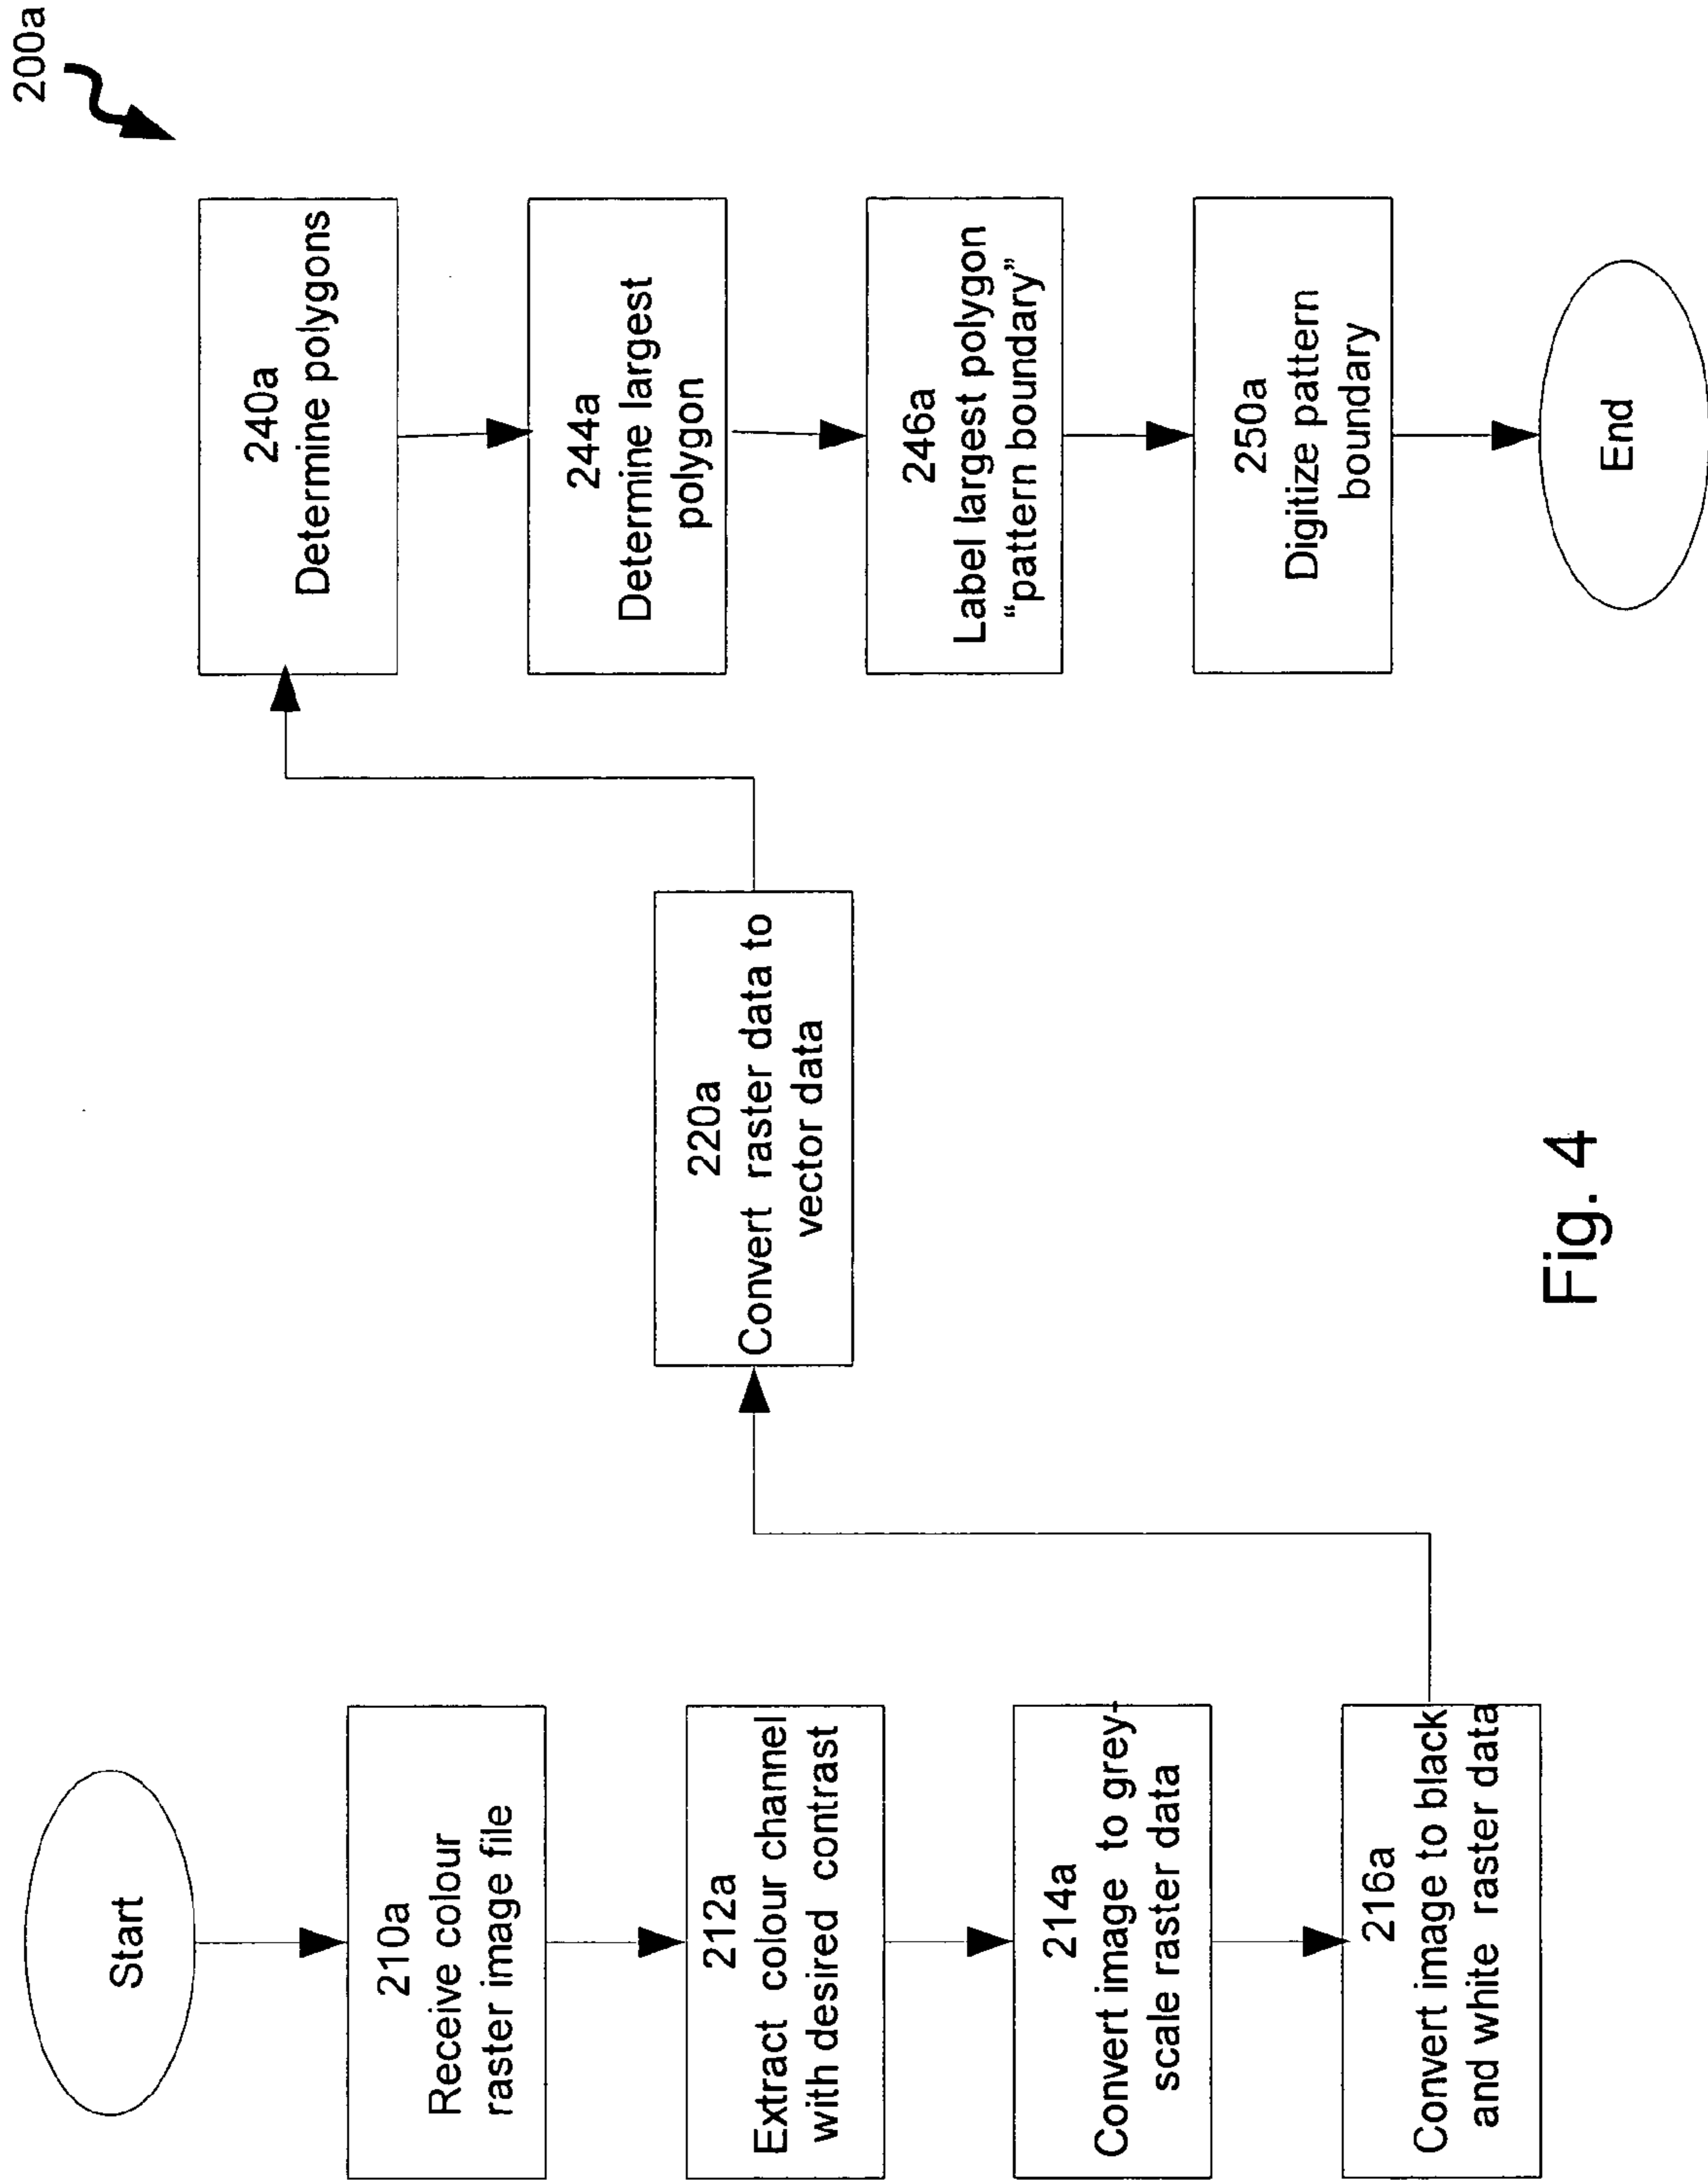 200a
Start
210a
Receive colour
raster image file
212a
Extract colour channel
with desired contrast
214a
Convert image to grey-
scale raster data
216a
Convert image to black
and white raster data
220a
Convert raster data to
vector data
240a
Determine polygons
244a
Determine largest
polygon
246a
Label largest polygon
“pattern boundary”
250a
Digitize pattern
boundary
End
Fig. 4